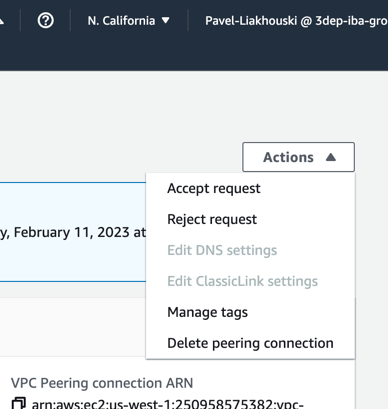 N. California ▼
Pavel-Liakhouski @ 3dep-iba-gro
Actions ▲
Accept request
Reject request
y, February 11, 2023 at
Edit DNS settings
Edit ClassicLink settings
Manage tags
Delete peering connection
VPC Peering connection ARN
arn:aws:ec2:us-west-1:250958575382:vpc-